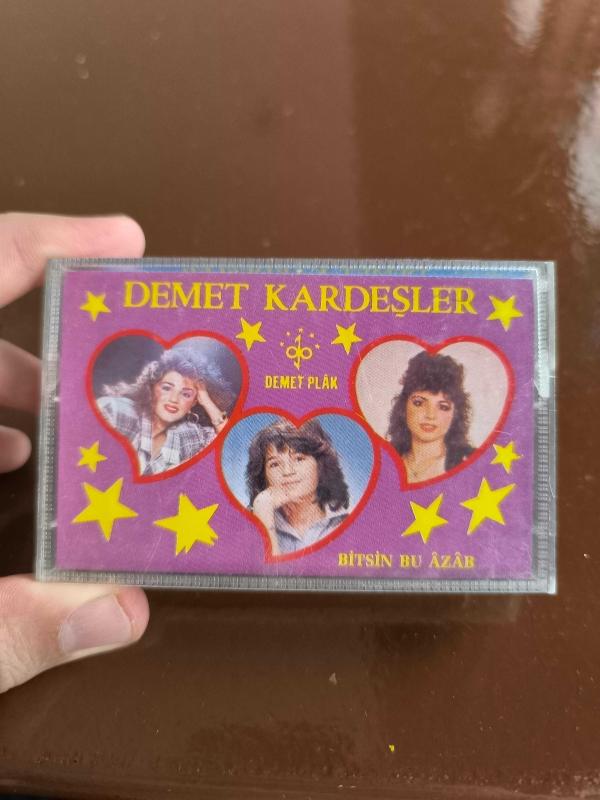 DEMET KARDEŞLER
DEMET PLÂK
BİTSİN BU ÂZÂB